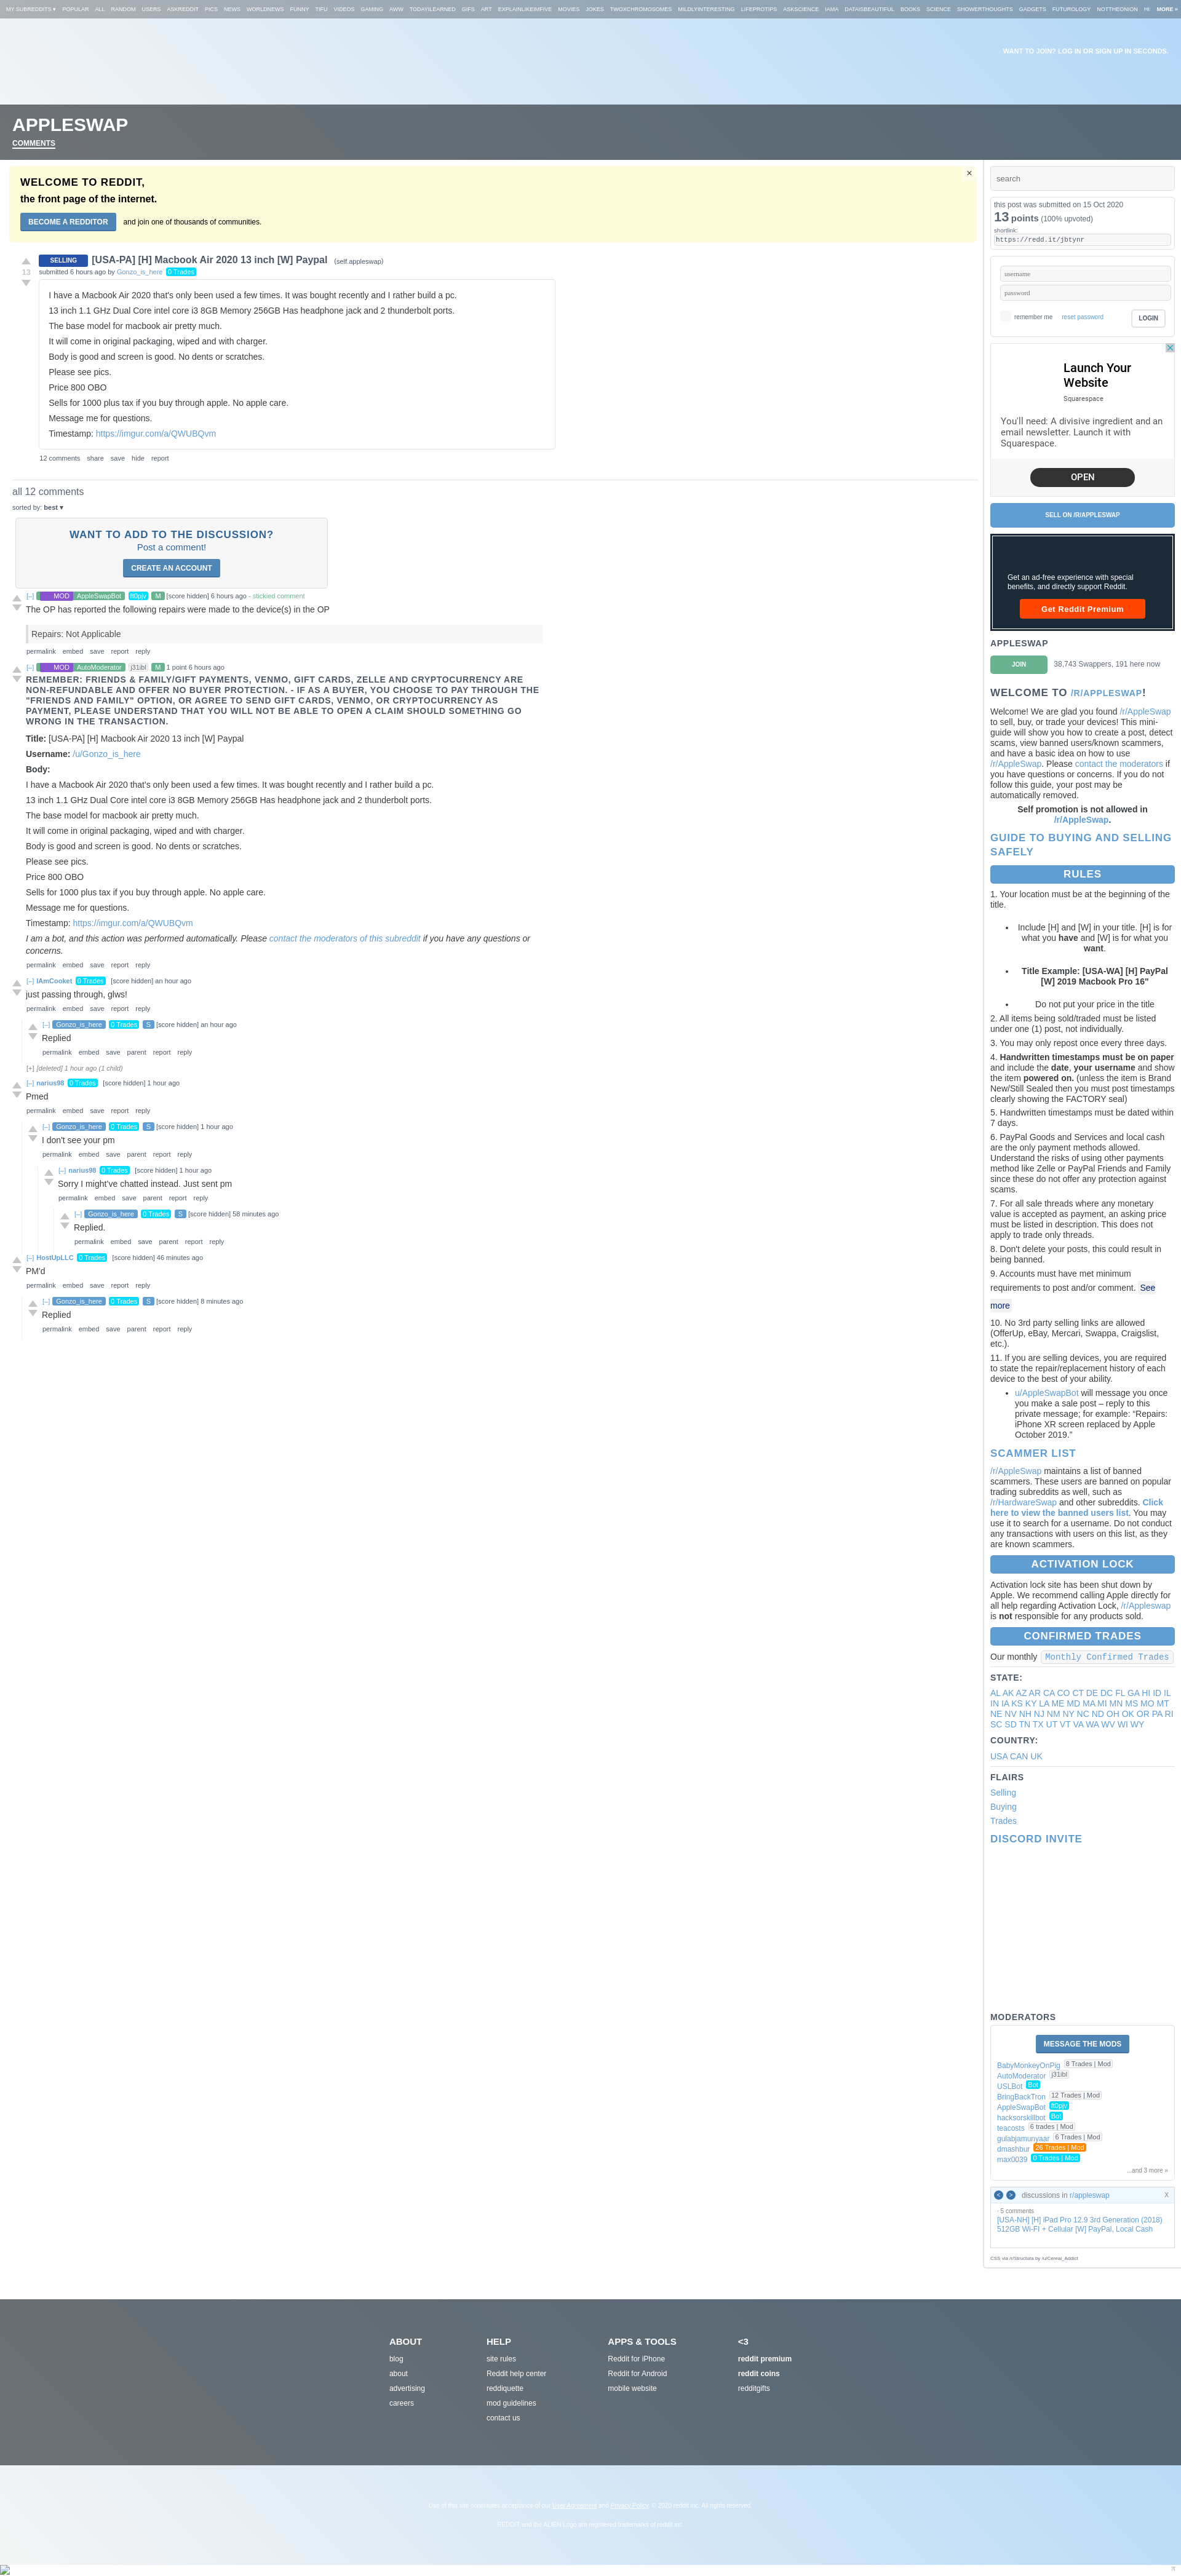 MY SUBREDDITS ▾ POPULAR ALL RANDOM USERS ASKREDDIT PICS NEWS WORLDNEWS FUNNY TIFU VIDEOS GAMING AWW TODAYILEARNED GIFS ART EXPLAINLIKEIMFIVE MOVIES JOKES TWOXCHROMOSOMES MILDLYINTERESTING LIFEPROTIPS ASKSCIENCE IAMA DATAISBEAUTIFUL BOOKS SCIENCE SHOWERTHOUGHTS GADGETS FUTUROLOGY NOTTHEONION HI MORE »
WANT TO JOIN? LOG IN OR SIGN UP IN SECONDS.
APPLESWAP
COMMENTS
×
WELCOME TO REDDIT,
the front page of the internet.
BECOME A REDDITOR and join one of thousands of communities.
13
SELLING [USA-PA] [H] Macbook Air 2020 13 inch [W] Paypal (self.appleswap)
submitted 6 hours ago by Gonzo_is_here 0 Trades
I have a Macbook Air 2020 that's only been used a few times. It was bought recently and I rather build a pc.
13 inch 1.1 GHz Dual Core intel core i3 8GB Memory 256GB Has headphone jack and 2 thunderbolt ports.
The base model for macbook air pretty much.
It will come in original packaging, wiped and with charger.
Body is good and screen is good. No dents or scratches.
Please see pics.
Price 800 OBO
Sells for 1000 plus tax if you buy through apple. No apple care.
Message me for questions.
Timestamp: https://imgur.com/a/QWUBQvm
12 comments share save hide report
all 12 comments
sorted by: best ▾
WANT TO ADD TO THE DISCUSSION?
Post a comment!
CREATE AN ACCOUNT
[–] MOD AppleSwapBot ft0pjv M [score hidden] 6 hours ago - stickied comment
The OP has reported the following repairs were made to the device(s) in the OP
Repairs: Not Applicable
permalink embed save report reply
[–] MOD AutoModerator j31ibl M 1 point 6 hours ago
REMEMBER: FRIENDS & FAMILY/GIFT PAYMENTS, VENMO, GIFT CARDS, ZELLE AND CRYPTOCURRENCY ARE
NON-REFUNDABLE AND OFFER NO BUYER PROTECTION. - IF AS A BUYER, YOU CHOOSE TO PAY THROUGH THE
"FRIENDS AND FAMILY" OPTION, OR AGREE TO SEND GIFT CARDS, VENMO, OR CRYPTOCURRENCY AS
PAYMENT, PLEASE UNDERSTAND THAT YOU WILL NOT BE ABLE TO OPEN A CLAIM SHOULD SOMETHING GO
WRONG IN THE TRANSACTION.
Title: [USA-PA] [H] Macbook Air 2020 13 inch [W] Paypal
Username: /u/Gonzo_is_here
Body:
I have a Macbook Air 2020 that's only been used a few times. It was bought recently and I rather build a pc.
13 inch 1.1 GHz Dual Core intel core i3 8GB Memory 256GB Has headphone jack and 2 thunderbolt ports.
The base model for macbook air pretty much.
It will come in original packaging, wiped and with charger.
Body is good and screen is good. No dents or scratches.
Please see pics.
Price 800 OBO
Sells for 1000 plus tax if you buy through apple. No apple care.
Message me for questions.
Timestamp: https://imgur.com/a/QWUBQvm
I am a bot, and this action was performed automatically. Please contact the moderators of this subreddit if you have any questions or
concerns.
permalink embed save report reply
[–] IAmCooket 0 Trades [score hidden] an hour ago
just passing through, glws!
permalink embed save report reply
[–] Gonzo_is_here 0 Trades S [score hidden] an hour ago
Replied
permalink embed save parent report reply
[+] [deleted] 1 hour ago (1 child)
[–] narius98 0 Trades [score hidden] 1 hour ago
Pmed
permalink embed save report reply
[–] Gonzo_is_here 0 Trades S [score hidden] 1 hour ago
I don't see your pm
permalink embed save parent report reply
[–] narius98 0 Trades [score hidden] 1 hour ago
Sorry I might've chatted instead. Just sent pm
permalink embed save parent report reply
[–] Gonzo_is_here 0 Trades S [score hidden] 58 minutes ago
Replied.
permalink embed save parent report reply
[–] HostUpLLC 0 Trades [score hidden] 46 minutes ago
PM'd
permalink embed save report reply
[–] Gonzo_is_here 0 Trades S [score hidden] 8 minutes ago
Replied
permalink embed save parent report reply
search
this post was submitted on 15 Oct 2020
13 points (100% upvoted)
shortlink:
https://redd.it/jbtynr
username
password
remember me reset password LOGIN
Launch Your
Website
Squarespace
You'll need: A divisive ingredient and an
email newsletter. Launch it with
Squarespace.
OPEN
SELL ON /R/APPLESWAP
Get an ad-free experience with special
benefits, and directly support Reddit.
Get Reddit Premium
APPLESWAP
JOIN 38,743 Swappers, 191 here now
WELCOME TO /R/APPLESWAP!
Welcome! We are glad you found /r/AppleSwap
to sell, buy, or trade your devices! This mini-
guide will show you how to create a post, detect
scams, view banned users/known scammers,
and have a basic idea on how to use
/r/AppleSwap. Please contact the moderators if
you have questions or concerns. If you do not
follow this guide, your post may be
automatically removed.
Self promotion is not allowed in
/r/AppleSwap.
GUIDE TO BUYING AND SELLING
SAFELY
RULES
1. Your location must be at the beginning of the
title.
• Include [H] and [W] in your title. [H] is for
what you have and [W] is for what you
want.
• Title Example: [USA-WA] [H] PayPal
[W] 2019 Macbook Pro 16"
• Do not put your price in the title
2. All items being sold/traded must be listed
under one (1) post, not individually.
3. You may only repost once every three days.
4. Handwritten timestamps must be on paper
and include the date, your username and show
the item powered on. (unless the item is Brand
New/Still Sealed then you must post timestamps
clearly showing the FACTORY seal)
5. Handwritten timestamps must be dated within
7 days.
6. PayPal Goods and Services and local cash
are the only payment methods allowed.
Understand the risks of using other payments
method like Zelle or PayPal Friends and Family
since these do not offer any protection against
scams.
7. For all sale threads where any monetary
value is accepted as payment, an asking price
must be listed in description. This does not
apply to trade only threads.
8. Don't delete your posts, this could result in
being banned.
9. Accounts must have met minimum
requirements to post and/or comment. See
more
10. No 3rd party selling links are allowed
(OfferUp, eBay, Mercari, Swappa, Craigslist,
etc.).
11. If you are selling devices, you are required
to state the repair/replacement history of each
device to the best of your ability.
• u/AppleSwapBot will message you once
you make a sale post – reply to this
private message; for example: “Repairs:
iPhone XR screen replaced by Apple
October 2019.”
SCAMMER LIST
/r/AppleSwap maintains a list of banned
scammers. These users are banned on popular
trading subreddits as well, such as
/r/HardwareSwap and other subreddits. Click
here to view the banned users list. You may
use it to search for a username. Do not conduct
any transactions with users on this list, as they
are known scammers.
ACTIVATION LOCK
Activation lock site has been shut down by
Apple. We recommend calling Apple directly for
all help regarding Activation Lock, /r/Appleswap
is not responsible for any products sold.
CONFIRMED TRADES
Our monthly Monthly Confirmed Trades
STATE:
AL AK AZ AR CA CO CT DE DC FL GA HI ID IL
IN IA KS KY LA ME MD MA MI MN MS MO MT
NE NV NH NJ NM NY NC ND OH OK OR PA RI
SC SD TN TX UT VT VA WA WV WI WY
COUNTRY:
USA CAN UK
FLAIRS
Selling
Buying
Trades
DISCORD INVITE
MODERATORS
MESSAGE THE MODS
BabyMonkeyOnPig 8 Trades | Mod
AutoModerator j31ibl
USLBot Bot
BringBackTron 12 Trades | Mod
AppleSwapBot ft0pjv
hacksorskillbot Bot
teacosts 6 trades | Mod
gulabjamunyaar 6 Trades | Mod
dmashbur 26 Trades | Mod
max0039 0 Trades | Mod
...and 3 more »
< > discussions in r/appleswap X
· 5 comments
[USA-NH] [H] iPad Pro 12.9 3rd Generation (2018)
512GB Wi-FI + Cellular [W] PayPal, Local Cash
CSS via /r/Structura by /u/Cereal_Addict
ABOUT
blog
about
advertising
careers
HELP
site rules
Reddit help center
reddiquette
mod guidelines
contact us
APPS & TOOLS
Reddit for iPhone
Reddit for Android
mobile website
<3
reddit premium
reddit coins
redditgifts
Use of this site constitutes acceptance of our User Agreement and Privacy Policy. © 2020 reddit inc. All rights reserved.
REDDIT and the ALIEN Logo are registered trademarks of reddit inc.
π